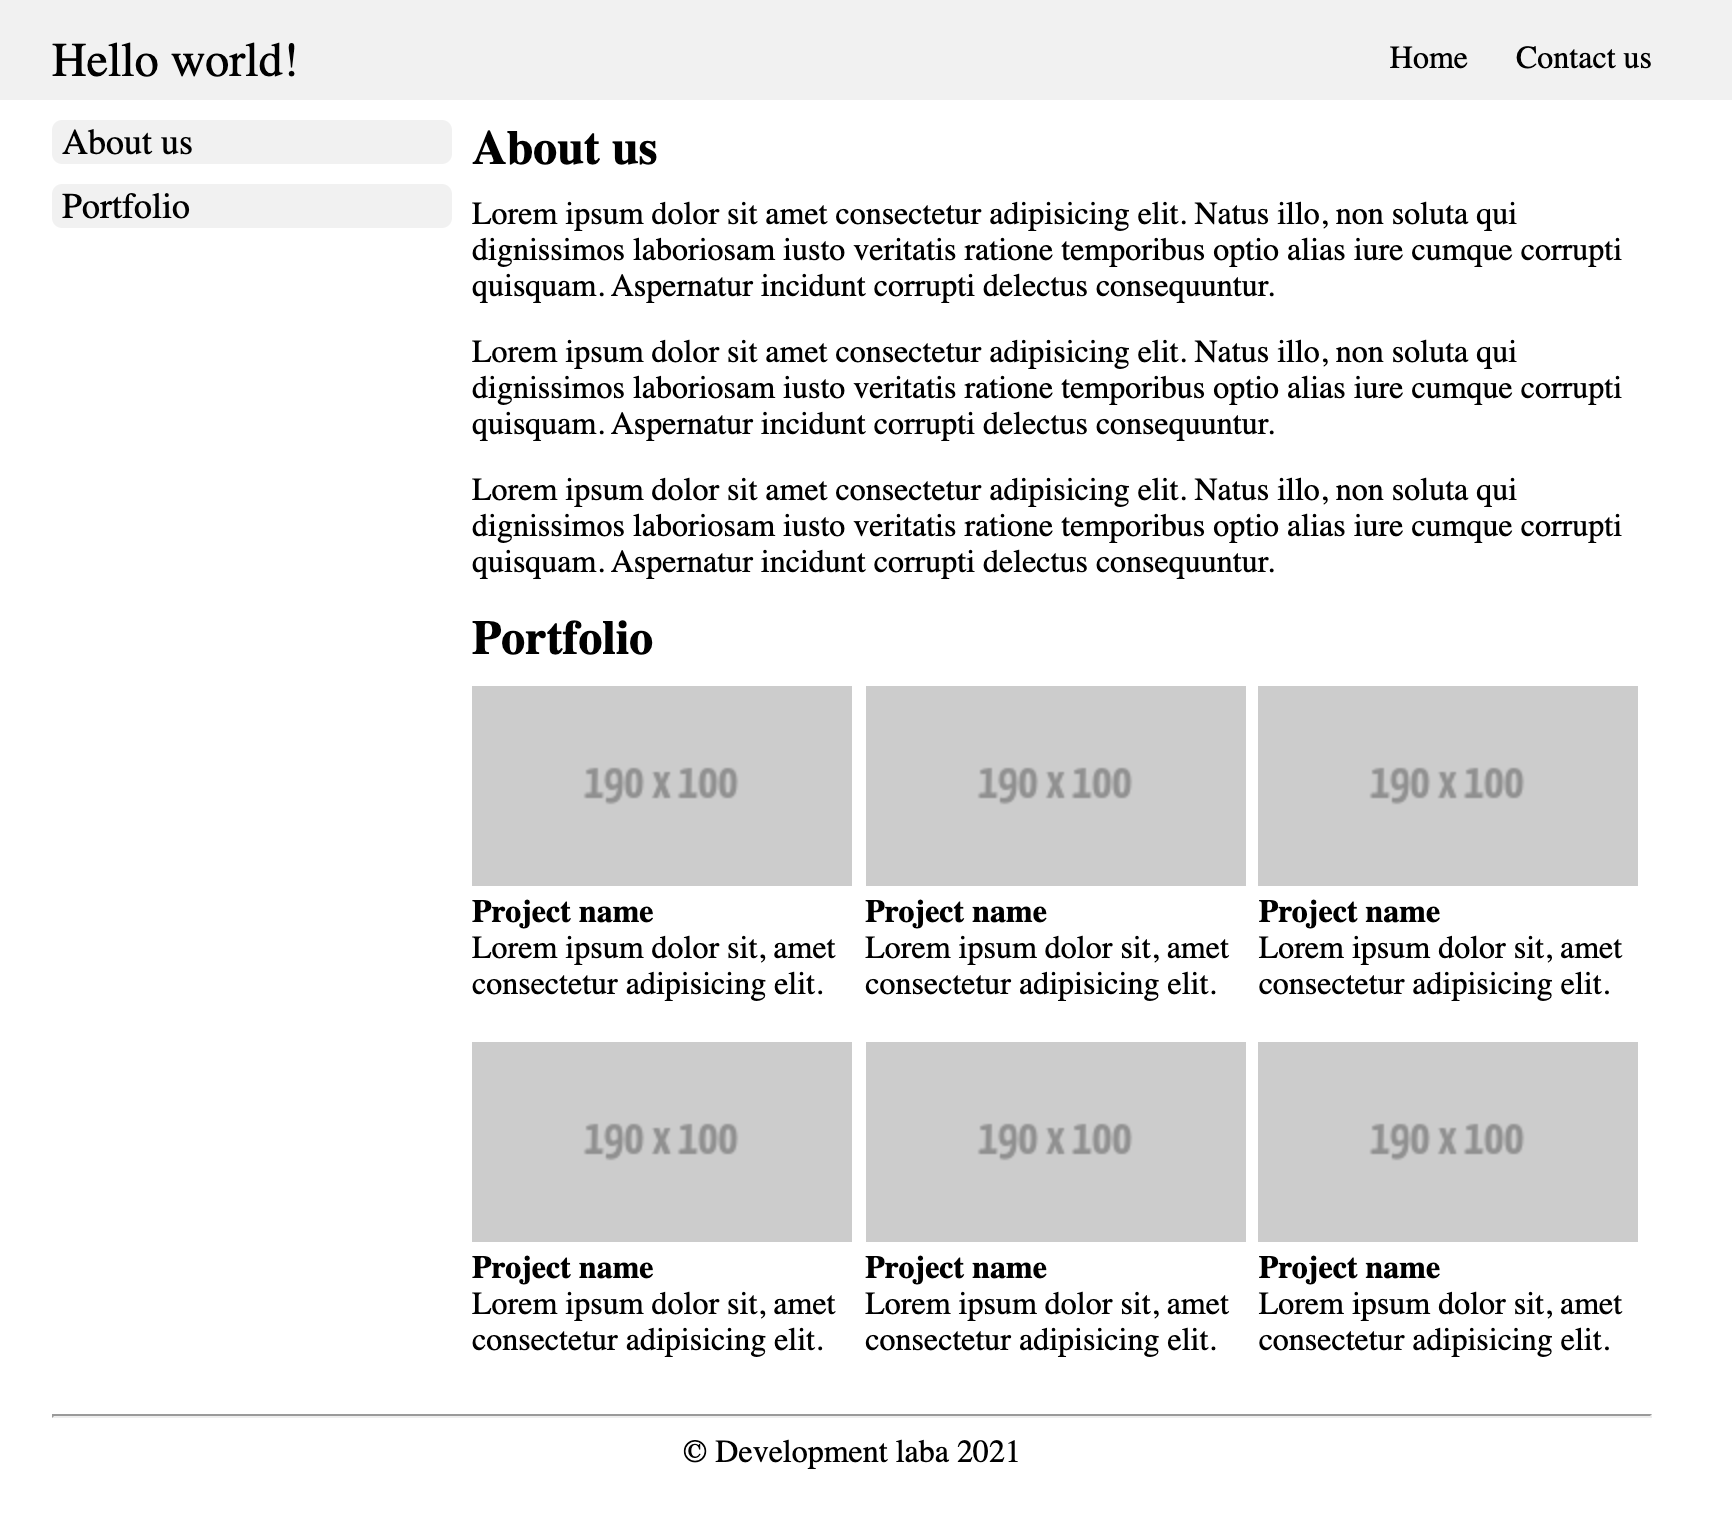 Hello world!
Home Contact us
About us
Portfolio
About us
Lorem ipsum dolor sit amet consectetur adipisicing elit. Natus illo, non soluta qui
dignissimos laboriosam iusto veritatis ratione temporibus optio alias iure cumque corrupti
quisquam. Aspernatur incidunt corrupti delectus consequuntur.
Lorem ipsum dolor sit amet consectetur adipisicing elit. Natus illo, non soluta qui
dignissimos laboriosam iusto veritatis ratione temporibus optio alias iure cumque corrupti
quisquam. Aspernatur incidunt corrupti delectus consequuntur.
Lorem ipsum dolor sit amet consectetur adipisicing elit. Natus illo, non soluta qui
dignissimos laboriosam iusto veritatis ratione temporibus optio alias iure cumque corrupti
quisquam. Aspernatur incidunt corrupti delectus consequuntur.
Portfolio
190 x 100
Project name
Lorem ipsum dolor sit, amet
consectetur adipisicing elit.
190 x 100
Project name
Lorem ipsum dolor sit, amet
consectetur adipisicing elit.
190 x 100
Project name
Lorem ipsum dolor sit, amet
consectetur adipisicing elit.
190 x 100
Project name
Lorem ipsum dolor sit, amet
consectetur adipisicing elit.
190 x 100
Project name
Lorem ipsum dolor sit, amet
consectetur adipisicing elit.
190 x 100
Project name
Lorem ipsum dolor sit, amet
consectetur adipisicing elit.
© Development laba 2021